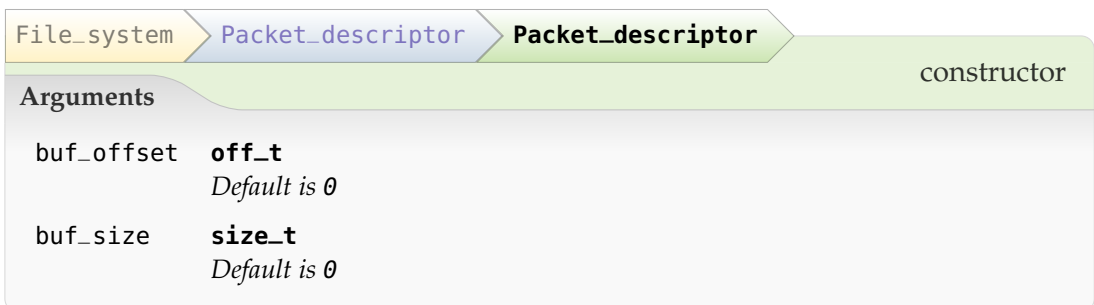 File_system Packet_descriptor Packet_descriptor
constructor
Arguments
buf_offset off_t
Default is 0
buf_size size_t
Default is 0